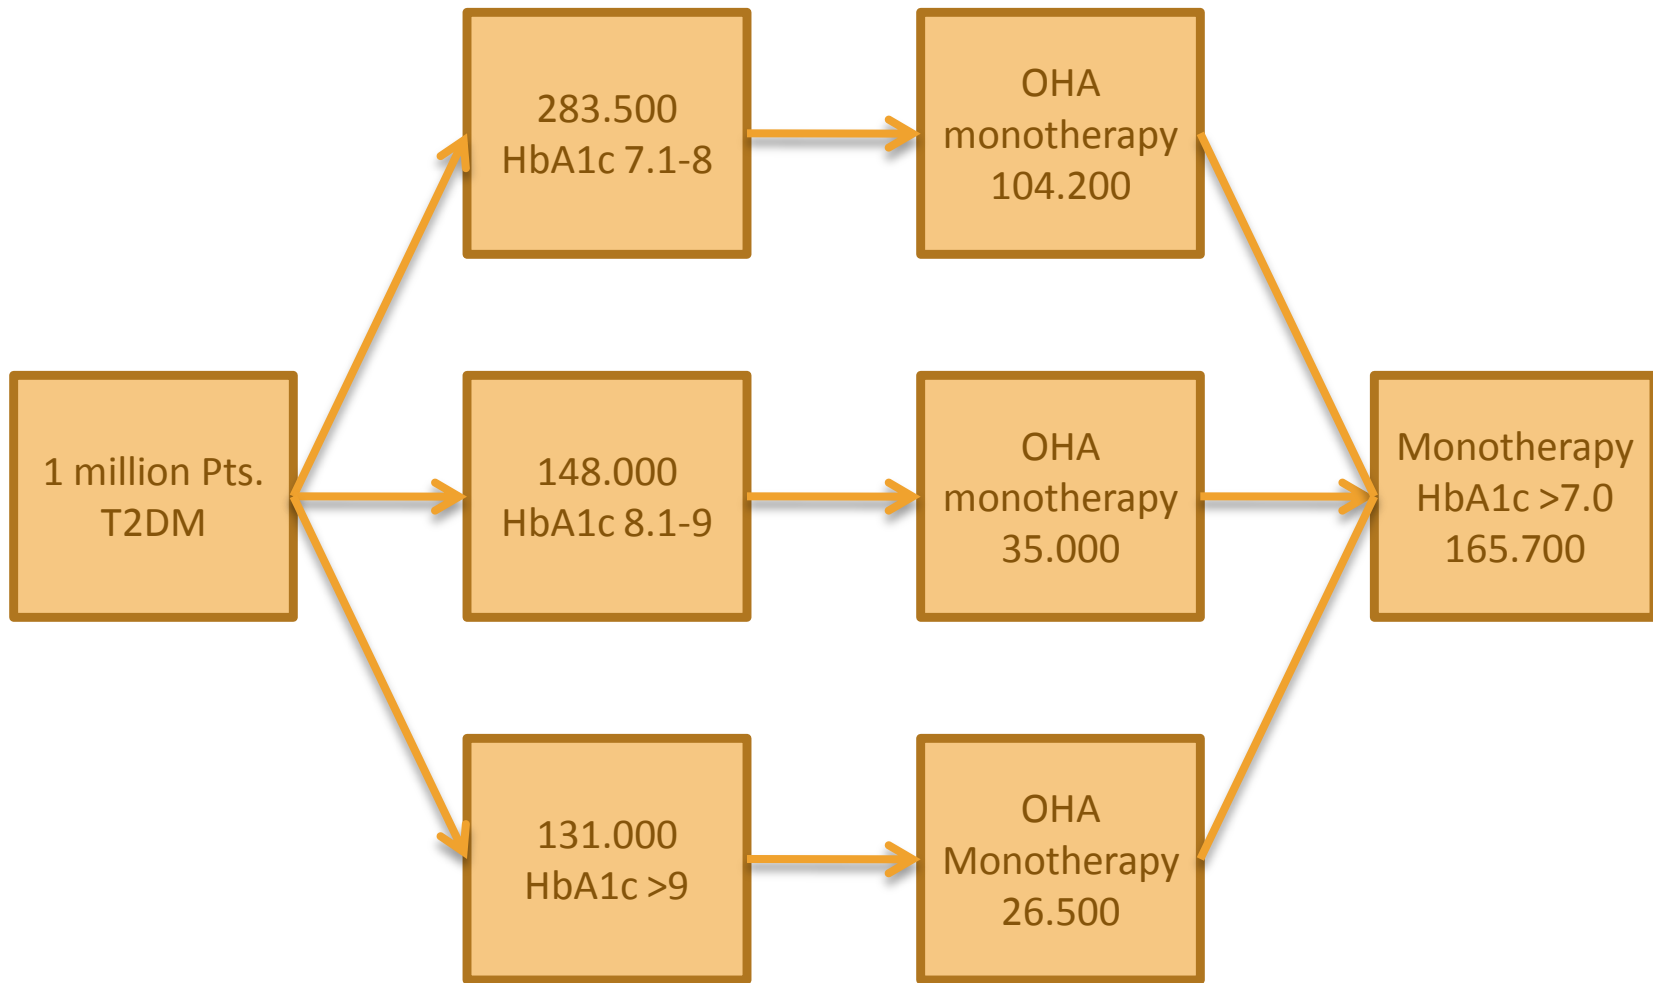 1 million Pts.
T2DM
283.500
HbA1c 7.1-8
148.000
HbA1c 8.1-9
131.000
HbA1c >9
OHA
monotherapy
104.200
OHA
monotherapy
35.000
OHA
Monotherapy
26.500
Monotherapy
HbA1c >7.0
165.700